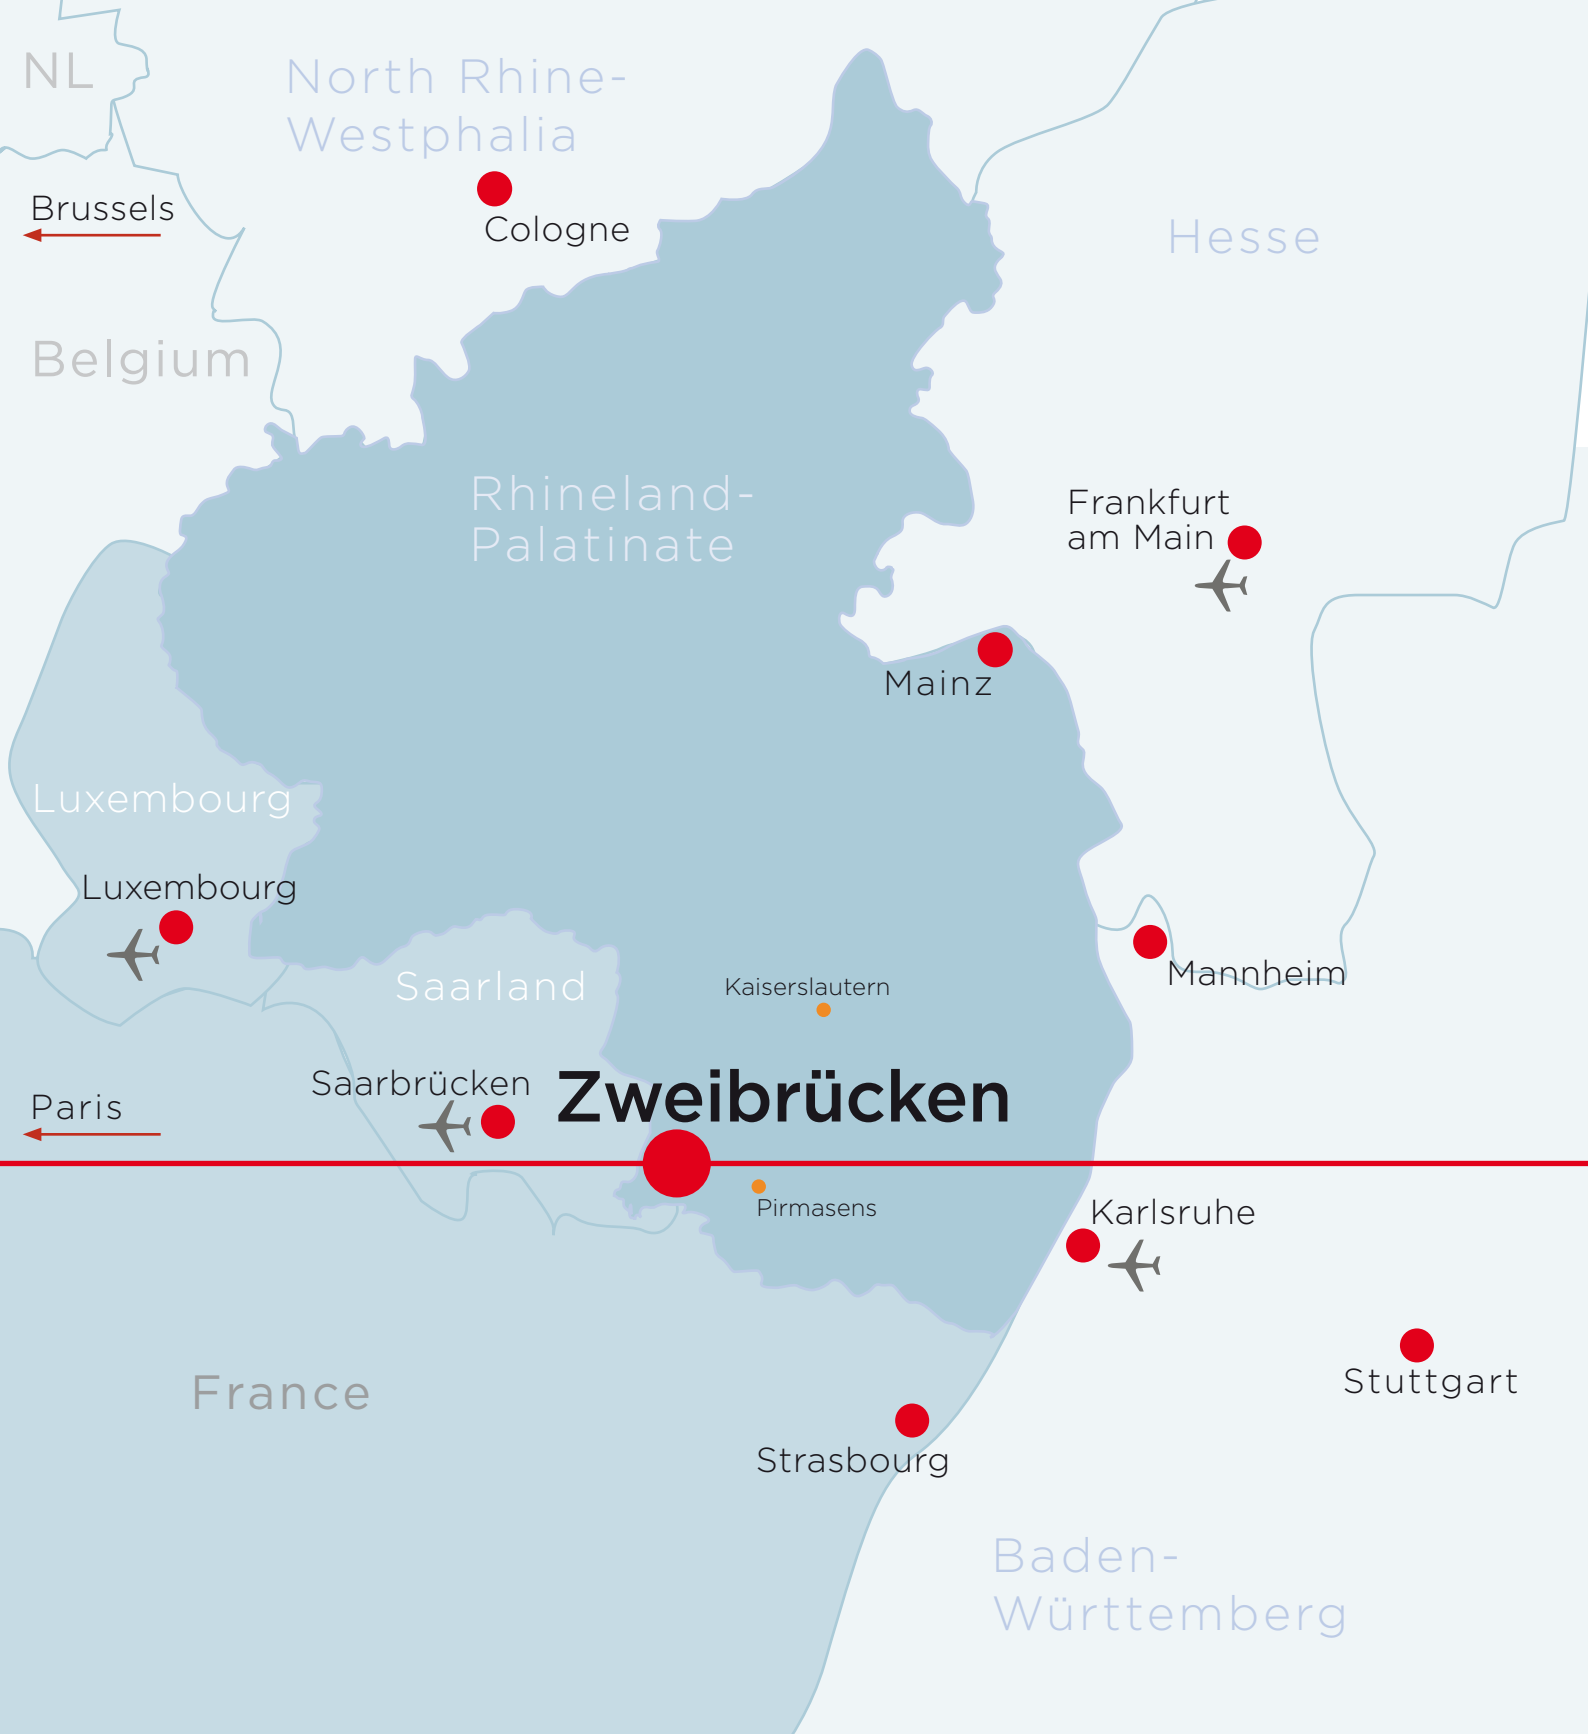 NL
North Rhine-
Westphalia
Brussels
Cologne
Hesse
Belgium
Rhineland-
Palatinate
Frankfurt
am Main
Mainz
Luxembourg
Luxembourg
Mannheim
Saarland
Kaiserslautern
Saarbrücken
Zweibrücken
Paris
Pirmasens
Karlsruhe
France
Stuttgart
Strasbourg
Baden-
Württemberg